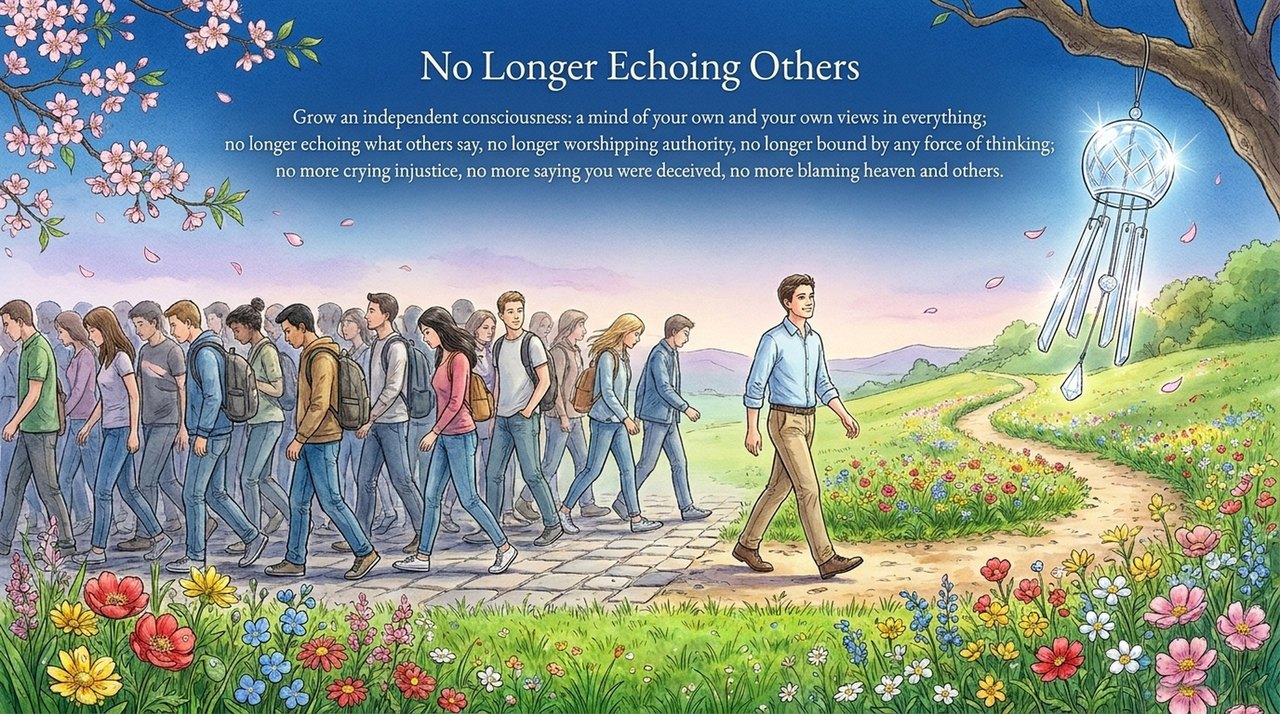 No Longer Echoing Others
Grow an independent consciousness: a mind of your own and your own views in everything;
no longer echoing what others say, no longer worshipping authority, no longer bound by any force of thinking;
no more crying injustice, no more saying you were deceived, no more blaming heaven and others.